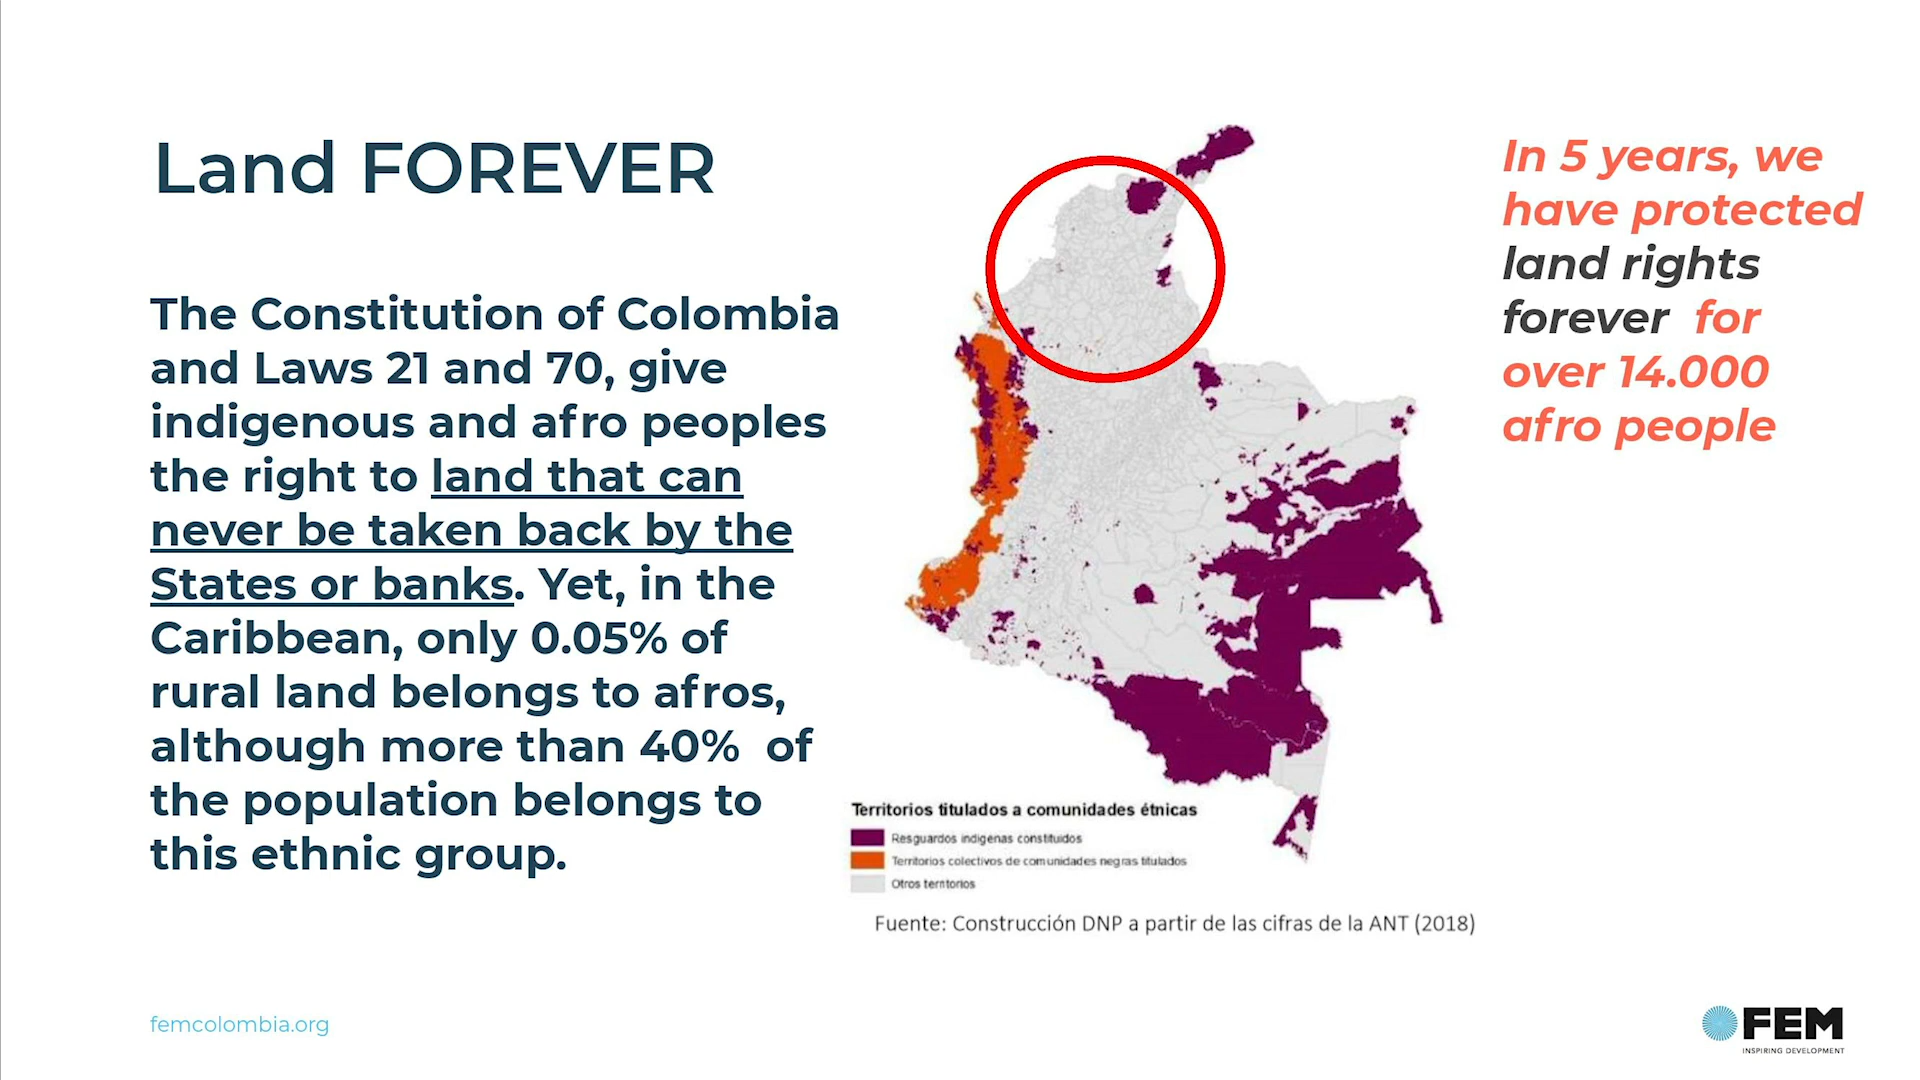 Land FOREVER
The Constitution of Colombia
and Laws 21 and 70, give
indigenous and afro peoples
the right to land that can
never be taken back by the
States or banks. Yet, in the
Caribbean, only 0.05% of
rural land belongs to afros,
although more than 40%  of
the population belongs to
this ethnic group.
In 5 years, we
have protected
land rights
forever  for
over 14.000
afro people
Territorios titulados a comunidades étnicas
Resguardos indigenas constituidos
Territorios colectivos de comunidades negras titulados
Otros territorios
Fuente: Construcción DNP a partir de las cifras de la ANT (2018)
femcolombia.org
FEM
INSPIRING DEVELOPMENT